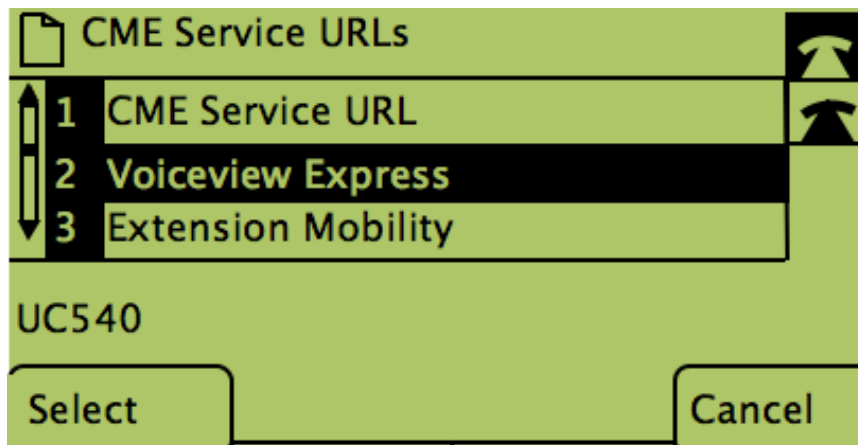 CME Service URLs
1 CME Service URL
2 Voiceview Express
3 Extension Mobility
UC540
Select Cancel